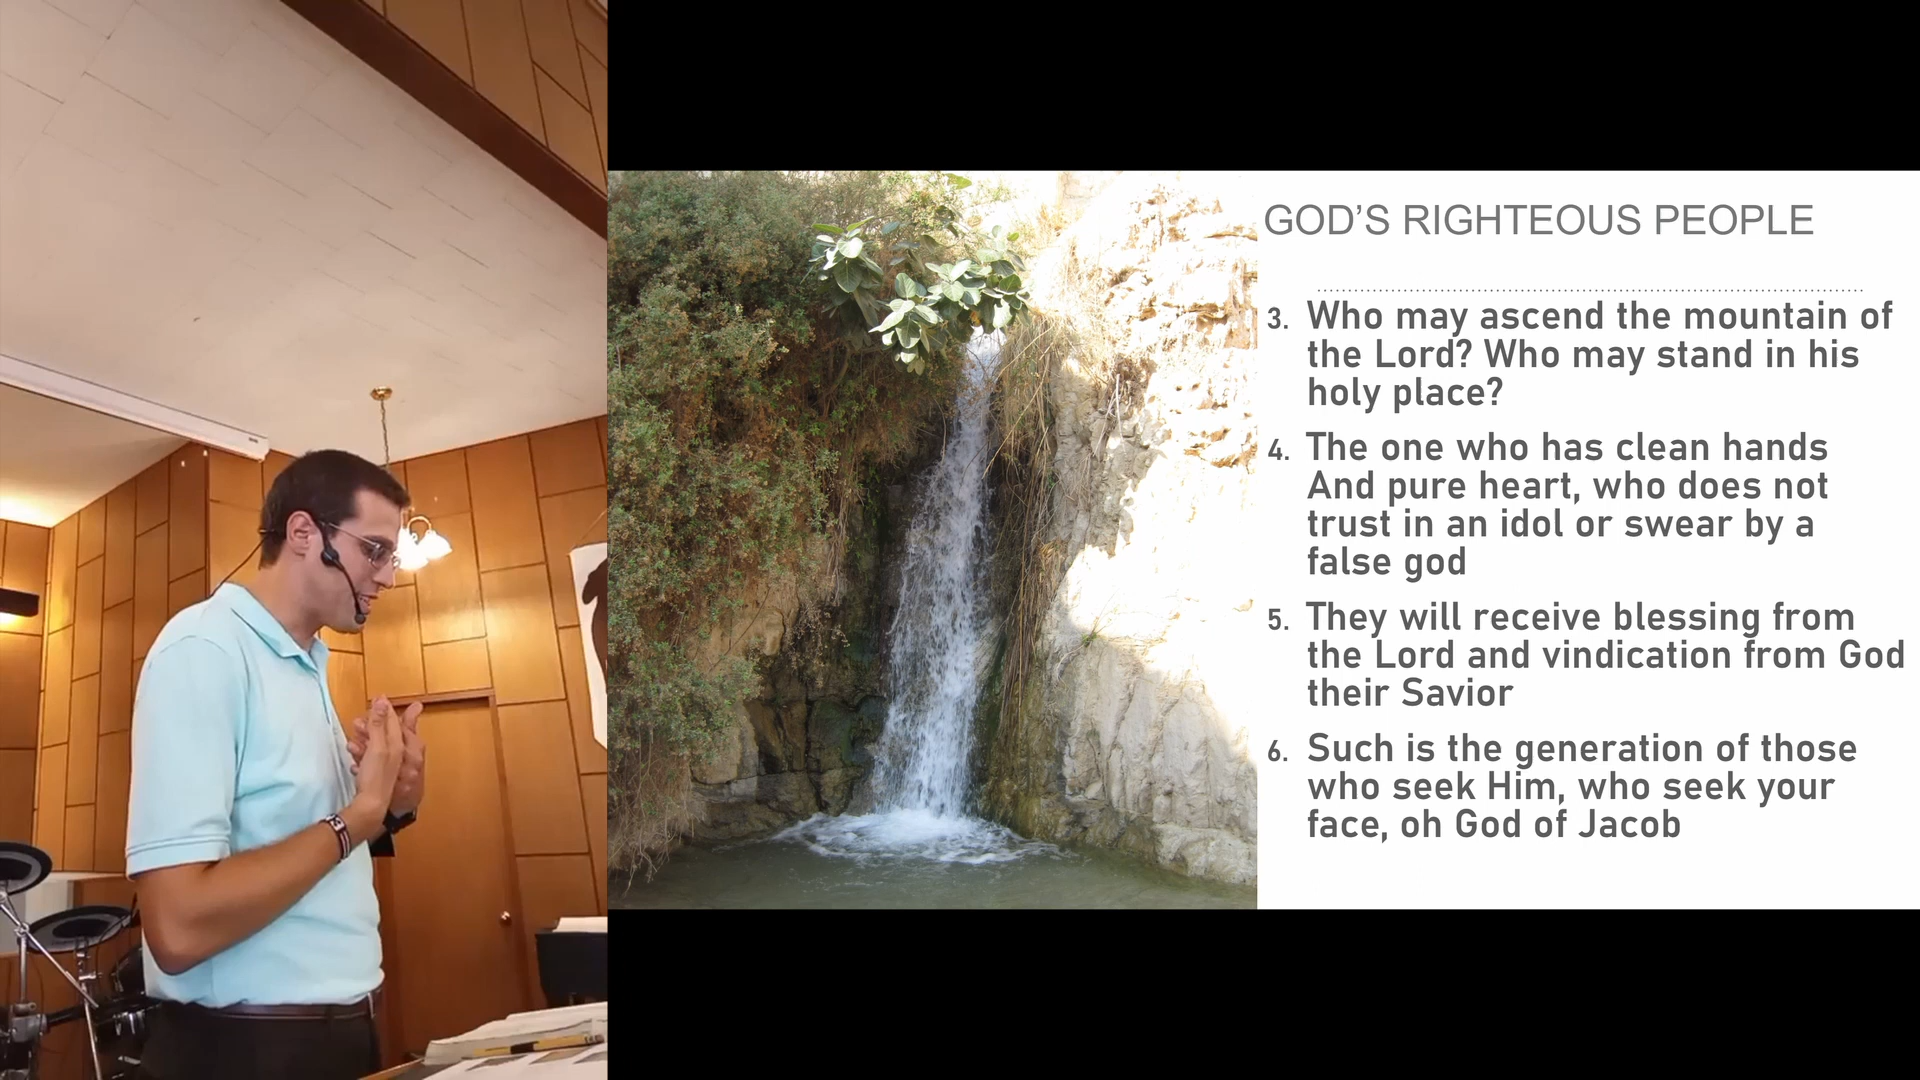 GOD’S RIGHTEOUS PEOPLE
3. Who may ascend the mountain of
the Lord? Who may stand in his
holy place?
4. The one who has clean hands
And pure heart, who does not
trust in an idol or swear by a
false god
5. They will receive blessing from
the Lord and vindication from God
their Savior
6. Such is the generation of those
who seek Him, who seek your
face, oh God of Jacob